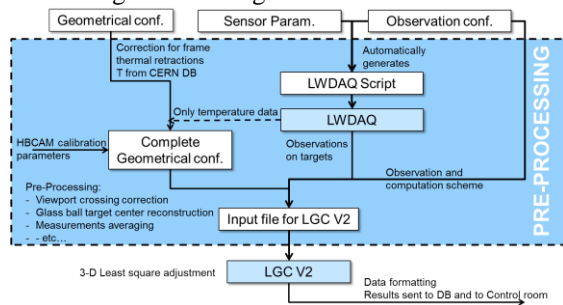 Geometrical conf.
Sensor Param.
Observation conf.
Correction for frame
thermal retractions
T from CERN DB
Automatically
generates
LWDAQ Script
Only temperature data
LWDAQ
HBCAM calibration
parameters
Complete
Geometrical conf.
Observations
on targets
Observation and
computation scheme
PRE-PROCESSING
Pre-Processing:
- Viewport crossing correction
- Glass ball target center reconstruction
- Measurements averaging
- - etc…
Input file for LGC V2
3-D Least square adjustment
LGC V2
Data formatting
Results sent to DB and to Control room